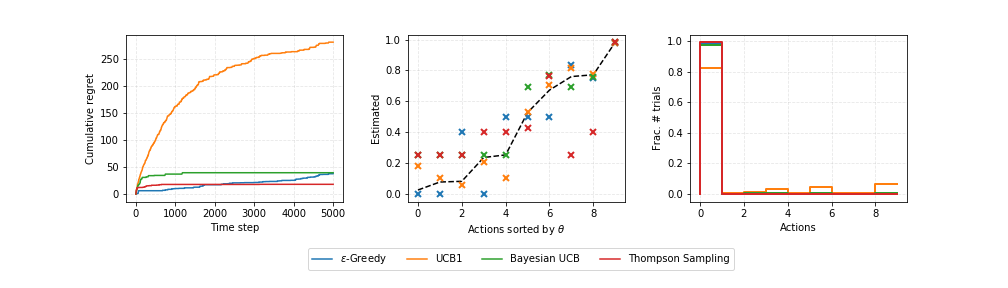 Cumulative regret
250
200
150
100
50
0
0 1000 2000 3000 4000 5000
Time step
Estimated
1.0
0.8
0.6
0.4
0.2
0.0
0 2 4 6 8
Actions sorted by θ
Frac. # trials
1.0
0.8
0.6
0.4
0.2
0.0
0 2 4 6 8
Actions
ε-Greedy UCB1 Bayesian UCB Thompson Sampling